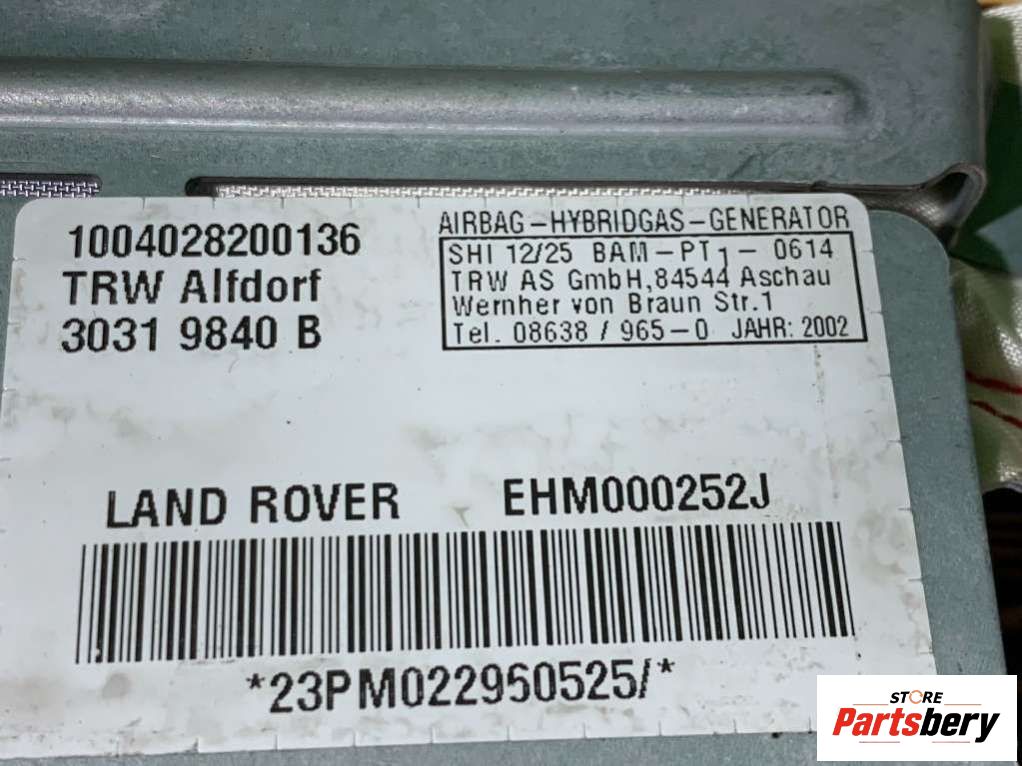 1004028200136
TRW Alfdorf
3031 9840 B
AIRBAG-HYBRIDGAS-GENERATOR
SHI 12/25 BAM-PT1-0614
TRW AS GmbH,84544 Aschau
Wernher von Braun Str.1
Tel. 08638 / 965-0 JAHR: 2002
LAND ROVER EHM000252J
*23PM022960525/*
STORE
Partsbery